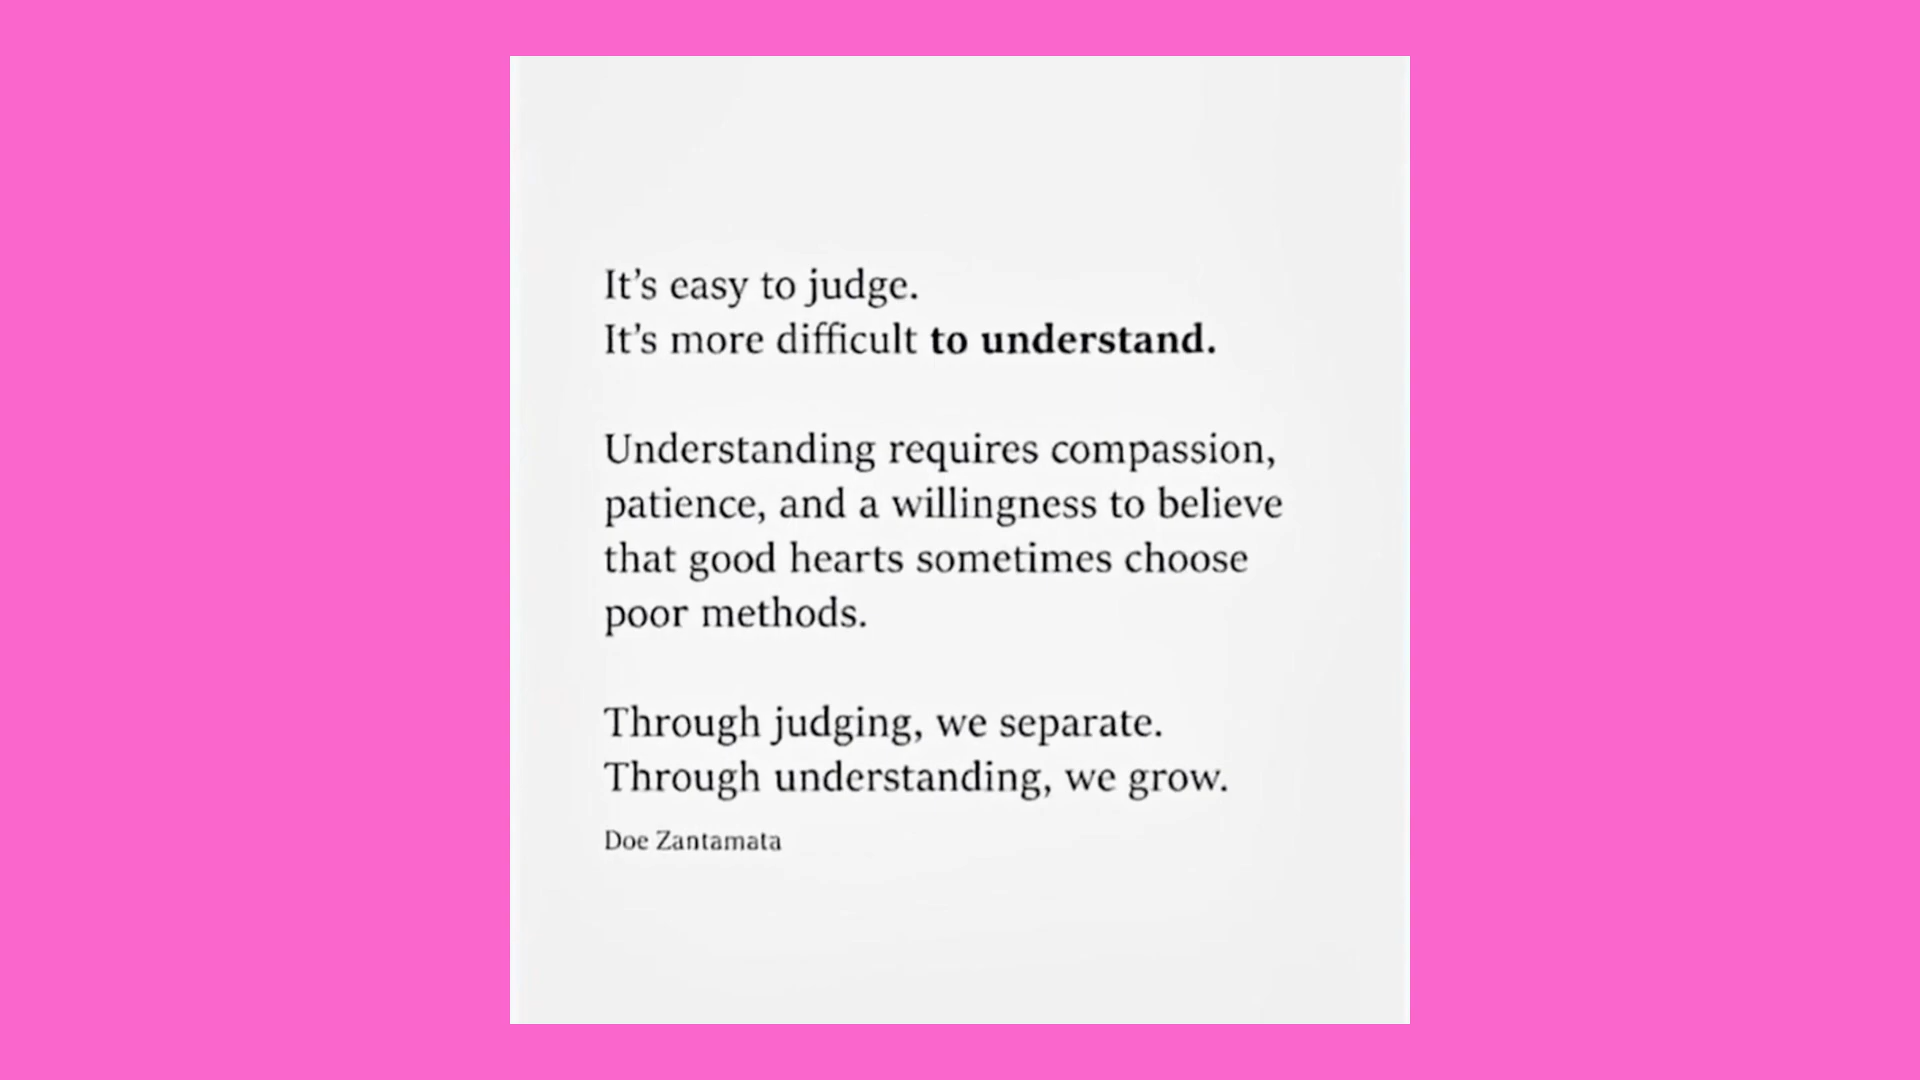 It’s easy to judge.
It’s more difficult to understand.
Understanding requires compassion,
patience, and a willingness to believe
that good hearts sometimes choose
poor methods.
Through judging, we separate.
Through understanding, we grow.
Doe Zantamata